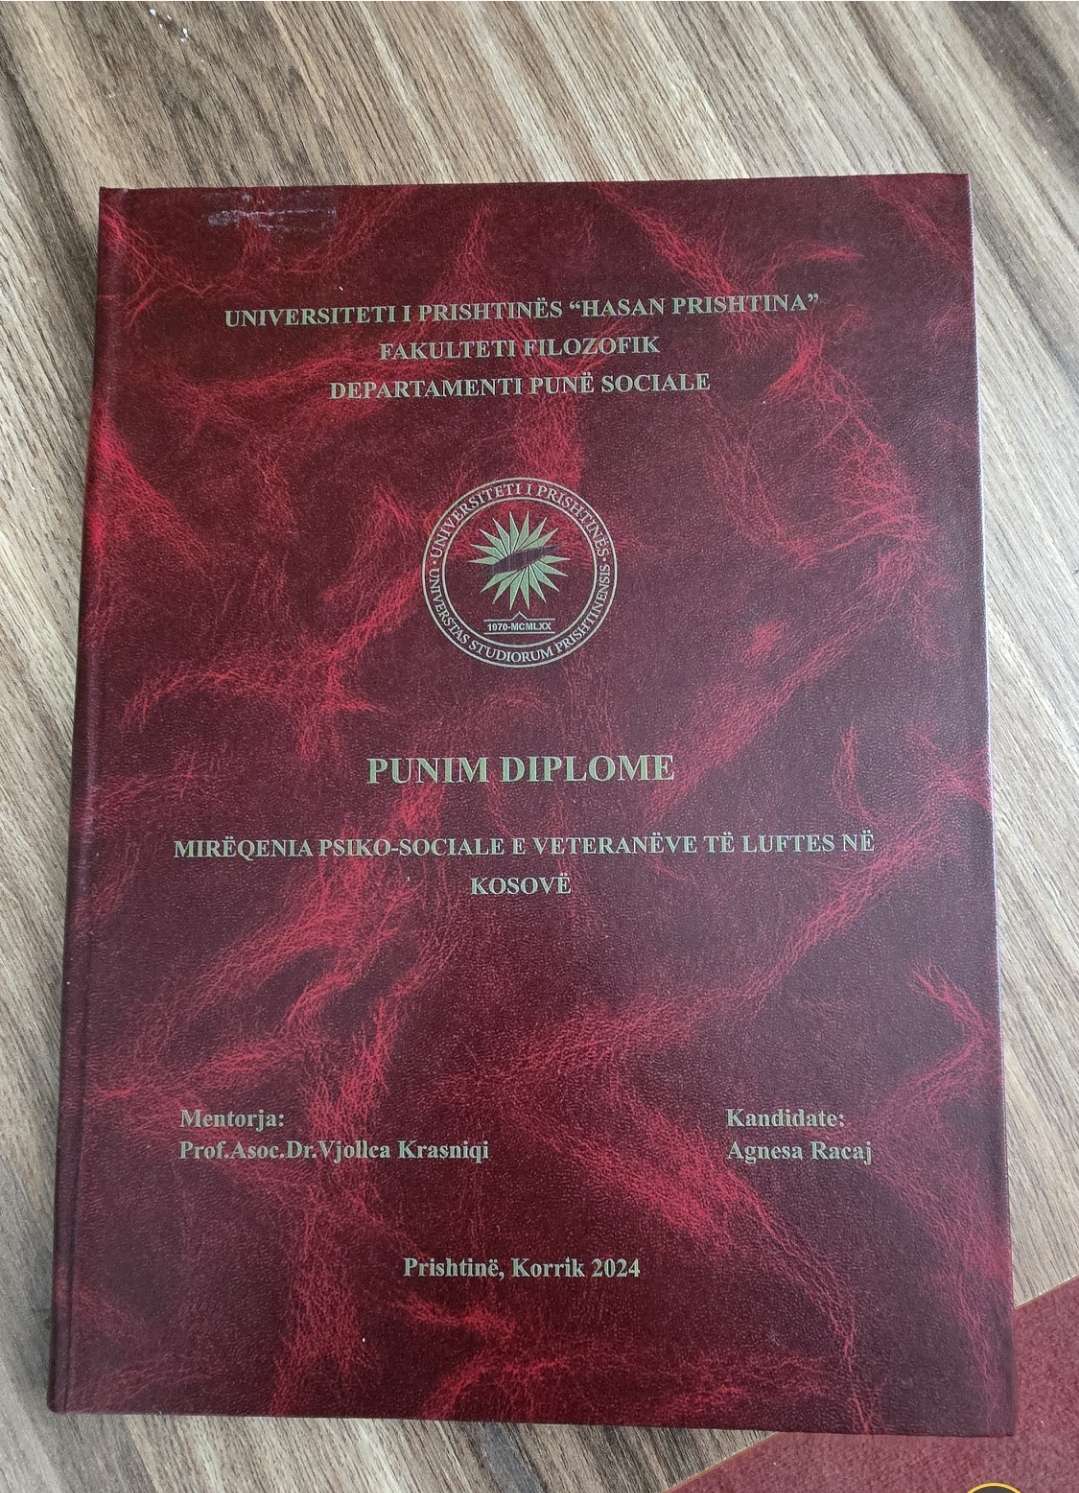 UNIVERSITETI I PRISHTINËS “HASAN PRISHTINA”
FAKULTETI FILOZOFIK
DEPARTAMENTI PUNË SOCIALE
· UNIVERSITETI I PRISHTINËS ·
UNIVERSTAS STUDIORUM PRISHTINENSIS
1970-MCMLXX
PUNIM DIPLOME
MIRËQENIA PSIKO-SOCIALE E VETERANËVE TË LUFTES NË
KOSOVË
Mentorja:
Prof.Asoc.Dr.Vjollca Krasniqi
Kandidate:
Agnesa Racaj
Prishtinë, Korrik 2024